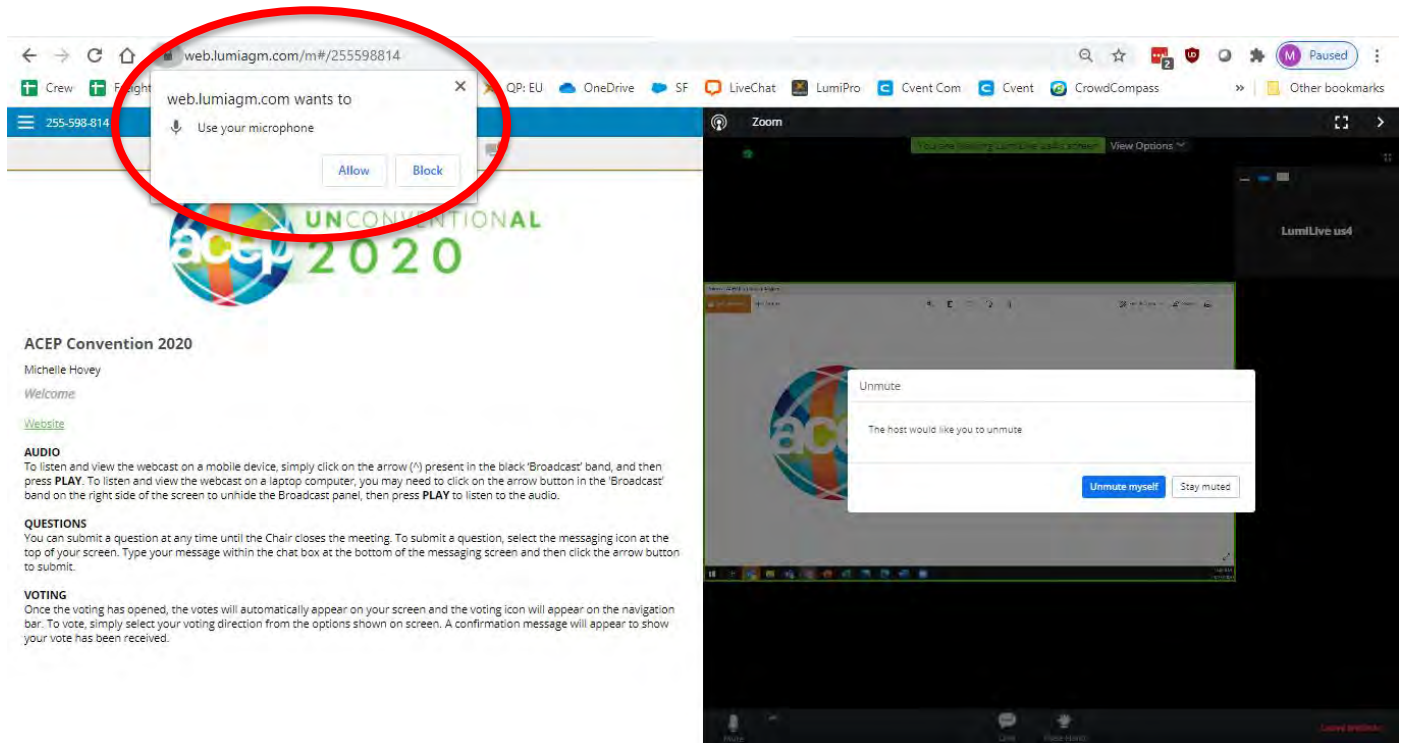 web.lumiagm.com/m#/255598814
M Paused
2
Crew
QP: EU OneDrive SF LiveChat LumiPro Cvent Com Cvent CrowdCompass » Other bookmarks
web.lumiagm.com wants to
Use your microphone
Allow Block
255-598-814
Zoom
View Options
LumiLive us4
acep
UNCONVENTIONAL
2020
ACEP Convention 2020
Michelle Hovey
Welcome
Website
AUDIO
To listen and view the webcast on a mobile device, simply click on the arrow (^) present in the black 'Broadcast' band, and then
press PLAY. To listen and view the webcast on a laptop computer, you may need to click on the arrow button in the 'Broadcast'
band on the right side of the screen to unhide the Broadcast panel, then press PLAY to listen to the audio.
QUESTIONS
You can submit a question at any time until the Chair closes the meeting. To submit a question, select the messaging icon at the
top of your screen. Type your message within the chat box at the bottom of the messaging screen and then click the arrow button
to submit.
VOTING
Once the voting has opened, the votes will automatically appear on your screen and the voting icon will appear on the navigation
bar. To vote, simply select your voting direction from the options shown on screen. A confirmation message will appear to show
your vote has been received.
Unmute
The host would like you to unmute
Unmute myself Stay muted
Mute
Raise Hand